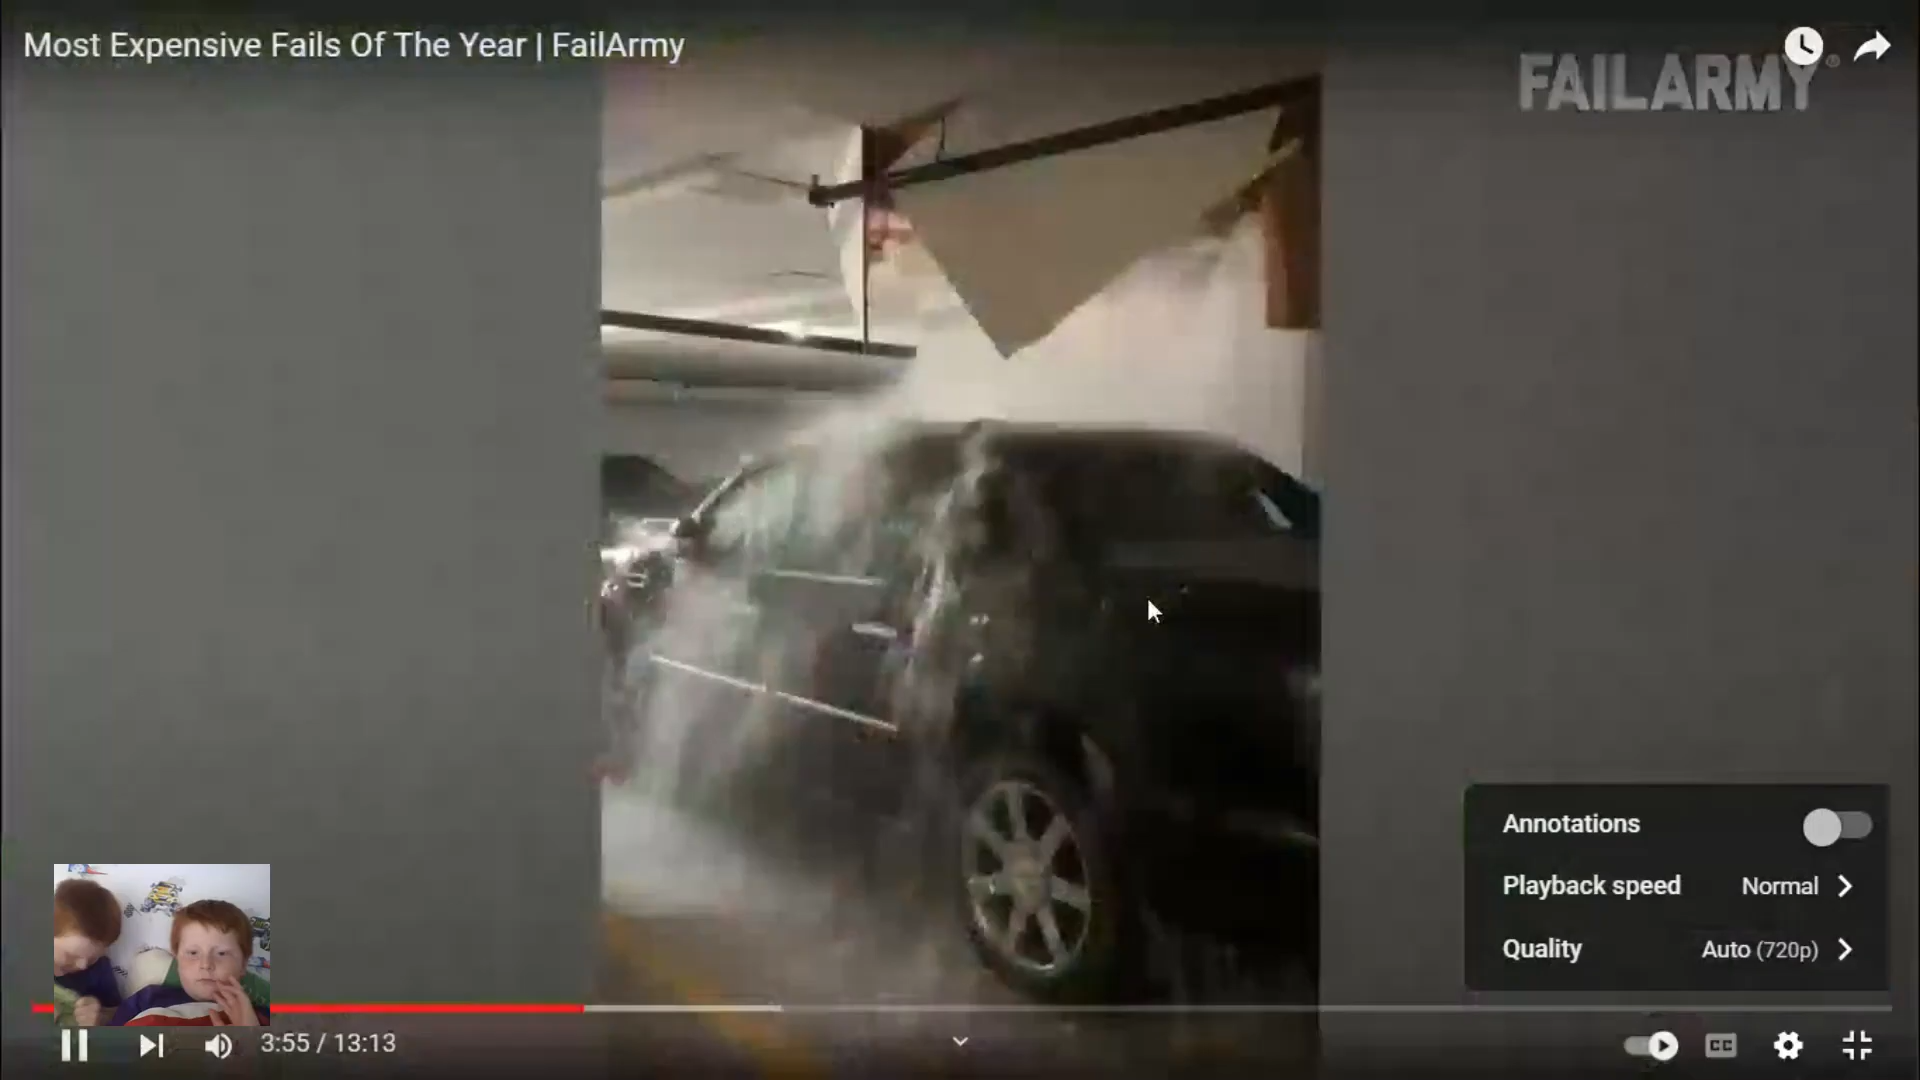 Most Expensive Fails Of The Year | FailArmy
FAILARMY®
Annotations
Playback speed Normal
Quality Auto (720p)
3:55 / 13:13
CC